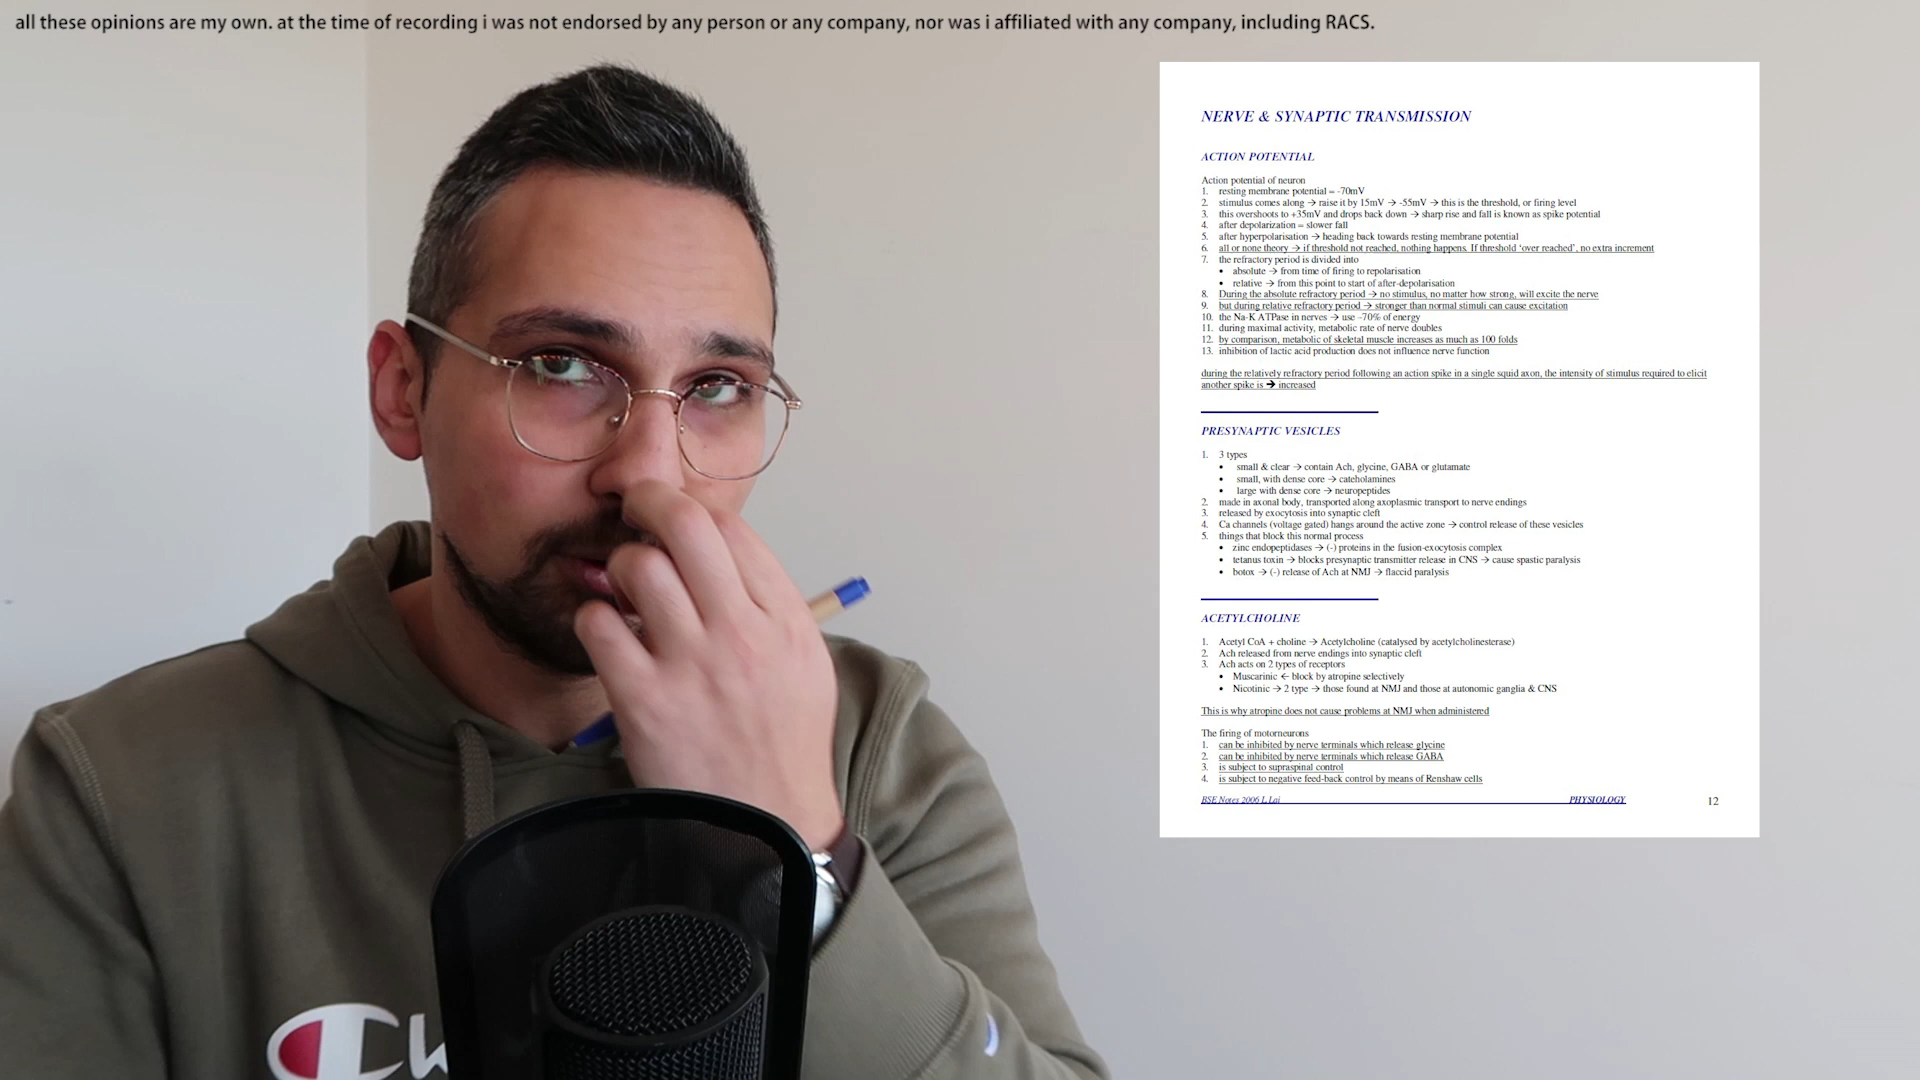 all these opinions are my own. at the time of recording i was not endorsed by any person or any company, nor was i affiliated with any company, including RACS.
NERVE & SYNAPTIC TRANSMISSION
ACTION POTENTIAL
Action potential of neuron
1. resting membrane potential = -70mV
2. stimulus comes along → raise it by 15mV → -55mV → this is the threshold, or firing level
3. this overshoots to +35mV and drops back down → sharp rise and fall is known as spike potential
4. after depolarization = slower fall
5. after hyperpolarisation → heading back towards resting membrane potential
6. all or none theory → if threshold not reached, nothing happens. If threshold ‘over reached’, no extra increment
7. the refractory period is divided into
• absolute → from time of firing to repolarisation
• relative → from this point to start of after-depolarisation
8. During the absolute refractory period → no stimulus, no matter how strong, will excite the nerve
9. but during relative refractory period → stronger than normal stimuli can cause excitation
10. the Na-K ATPase in nerves → use ~70% of energy
11. during maximal activity, metabolic rate of nerve doubles
12. by comparison, metabolic of skeletal muscle increases as much as 100 folds
13. inhibition of lactic acid production does not influence nerve function
during the relatively refractory period following an action spike in a single squid axon, the intensity of stimulus required to elicit
another spike is → increased
PRESYNAPTIC VESICLES
1. 3 types
• small & clear → contain Ach, glycine, GABA or glutamate
• small, with dense core → cateholamines
• large with dense core → neuropeptides
2. made in axonal body, transported along axoplasmic transport to nerve endings
3. released by exocytosis into synaptic cleft
4. Ca channels (voltage gated) hangs around the active zone → control release of these vesicles
5. things that block this normal process
• zinc endopeptidases → (-) proteins in the fusion-exocytosis complex
• tetanus toxin → blocks presynaptic transmitter release in CNS → cause spastic paralysis
• botox → (-) release of Ach at NMJ → flaccid paralysis
ACETYLCHOLINE
1. Acetyl CoA + choline → Acetylcholine (catalysed by acetylcholinesterase)
2. Ach released from nerve endings into synaptic cleft
3. Ach acts on 2 types of receptors
• Muscarinic ← block by atropine selectively
• Nicotinic → 2 type → those found at NMJ and those at autonomic ganglia & CNS
This is why atropine does not cause problems at NMJ when administered
The firing of motorneurons
1. can be inhibited by nerve terminals which release glycine
2. can be inhibited by nerve terminals which release GABA
3. is subject to supraspinal control
4. is subject to negative feed-back control by means of Renshaw cells
BSE Notes 2006 L Lai PHYSIOLOGY 12